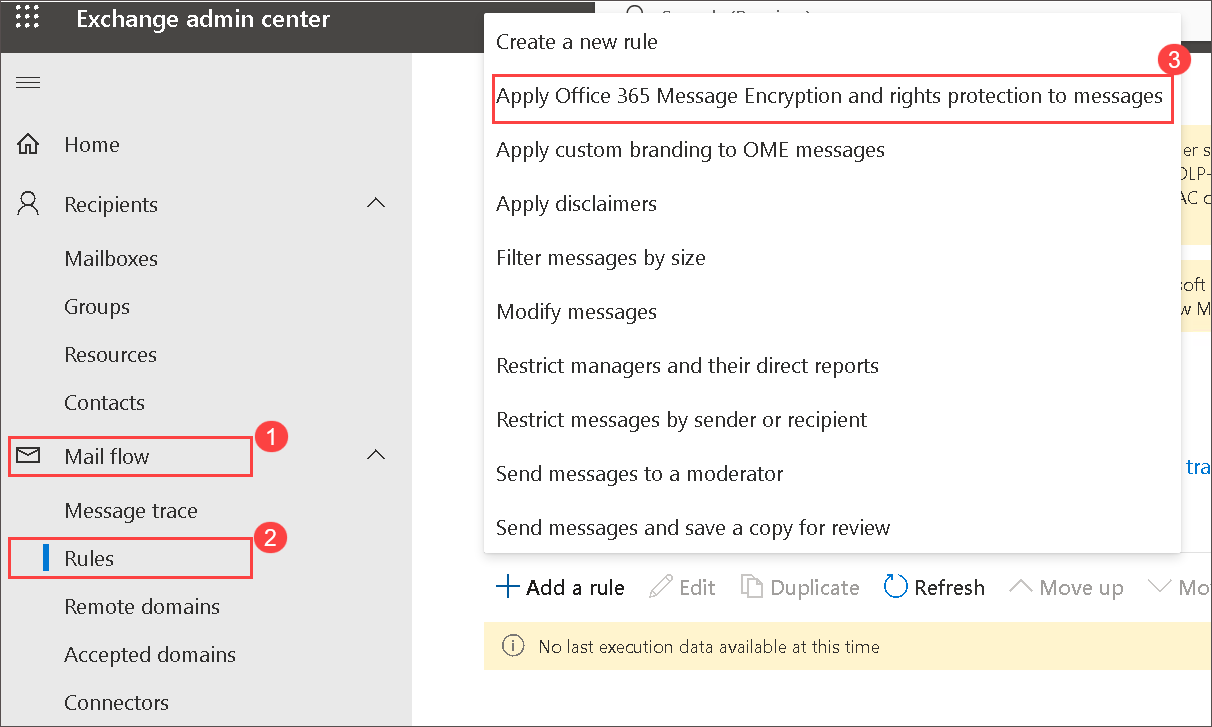 Exchange admin center
Home
Recipients
Mailboxes
Groups
Resources
Contacts
Mail flow
1
Message trace
Rules
2
Remote domains
Accepted domains
Connectors
Create a new rule
3
Apply Office 365 Message Encryption and rights protection to messages
Apply custom branding to OME messages
Apply disclaimers
Filter messages by size
Modify messages
Restrict managers and their direct reports
Restrict messages by sender or recipient
Send messages to a moderator
Send messages and save a copy for review
er s
DLP-
AC c
soft
w M
tra
Add a rule Edit Duplicate Refresh Move up Mo
No last execution data available at this time